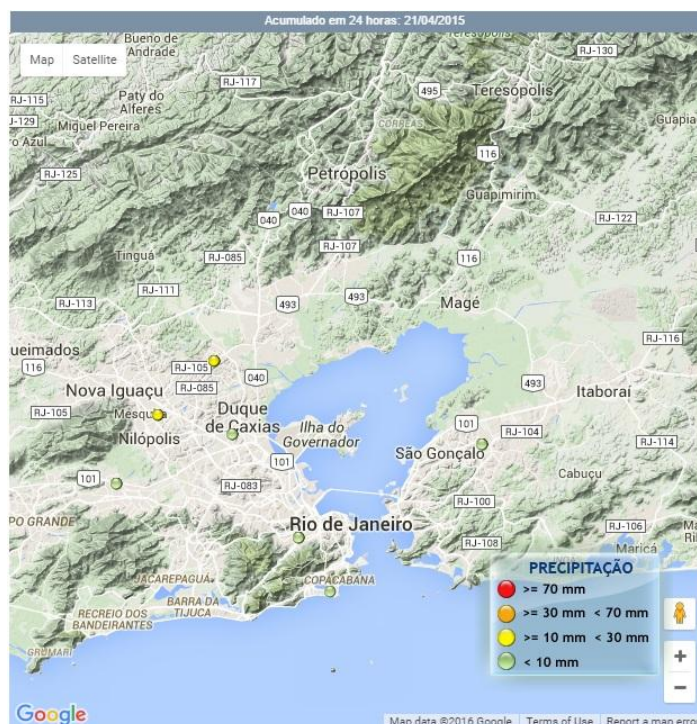 Acumulado em 24 horas: 21/04/2015
Map
Satellite
Bueno de
Andrade
Teresopolis
RJ-130
RJ-117
495
Teresópolis
RJ-115
Paty do
Alferes
CORRÊAS
J-129
Miguel Pereira
ro Azul
116
Guapia
RJ-125
Petrópolis
Guapimirim
040
040
RJ-107
RJ-122
RJ-107
Tinguá
RJ-085
116
RJ-111
RJ-113
493
493
Magé
ueimados
116
RJ-105
RJ-116
Nova Iguaçu
RJ-085
040
493
Itaboraí
RJ-105
Mesquita
Duque
de Caxias
Ilha do
Governador
101
RJ-104
Nilópolis
RJ-114
101
São Gonçalo
101
RJ-083
Cabuçu
RJ-100
PO GRANDE
Rio de Janeiro
RJ-106
RJ-108
Maricá
JACAREPAGUÁ
COPACABANA
RECREIO DOS
BANDEIRANTES
BARRA DA
TIJUCA
GRUMARI
PRECIPITAÇÃO
>= 70 mm
>= 30 mm < 70 mm
>= 10 mm < 30 mm
< 10 mm
+
−
Google
Map data ©2016 Google
Terms of Use
Report a map error